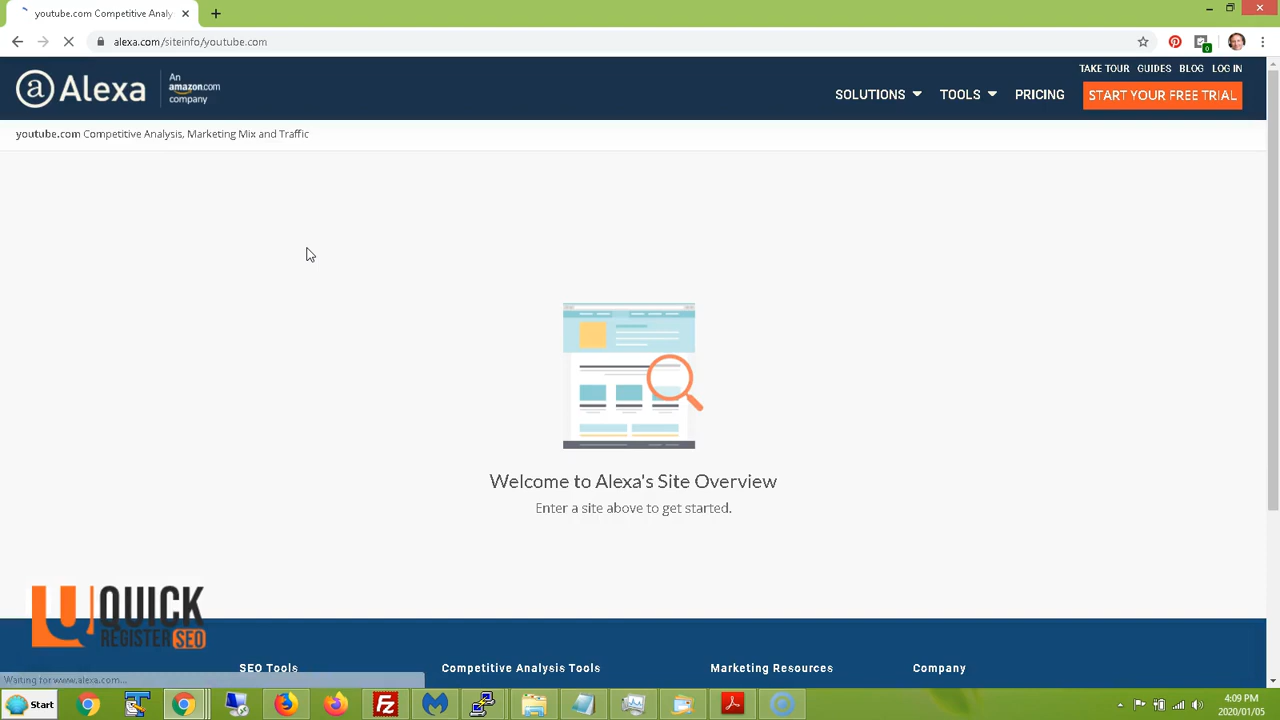 youtube.com Competitive Analy
alexa.com/siteinfo/youtube.com
0
TAKE TOUR GUIDES BLOG LOG IN
Alexa
An amazon.com company
SOLUTIONS TOOLS PRICING START YOUR FREE TRIAL
youtube.com Competitive Analysis, Marketing Mix and Traffic
Welcome to Alexa's Site Overview
Enter a site above to get started.
QUICK
REGISTER SEO
SEO Tools Competitive Analysis Tools Marketing Resources Company
Waiting for www.alexa.com...
Start
4:09 PM
2020/01/05